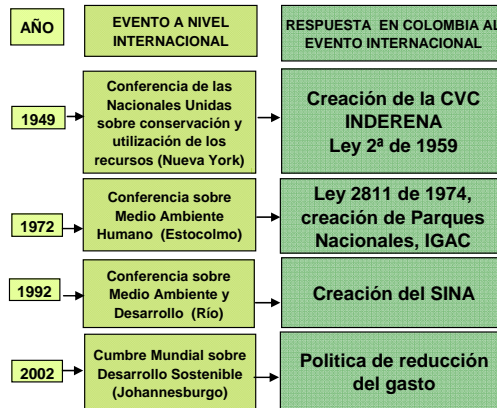 AÑO
EVENTO A NIVEL
INTERNACIONAL
RESPUESTA EN COLOMBIA AL
EVENTO INTERNACIONAL
1949
Conferencia de las
Nacionales Unidas
sobre conservación y
utilización de los
recursos (Nueva York)
Creación de la CVC
INDERENA
Ley 2ª de 1959
1972
Conferencia sobre
Medio Ambiente
Humano (Estocolmo)
Ley 2811 de 1974,
creación de Parques
Nacionales, IGAC
1992
Conferencia sobre
Medio Ambiente y
Desarrollo (Río)
Creación del SINA
2002
Cumbre Mundial sobre
Desarrollo Sostenible
(Johannesburgo)
Politica de reducción
del gasto